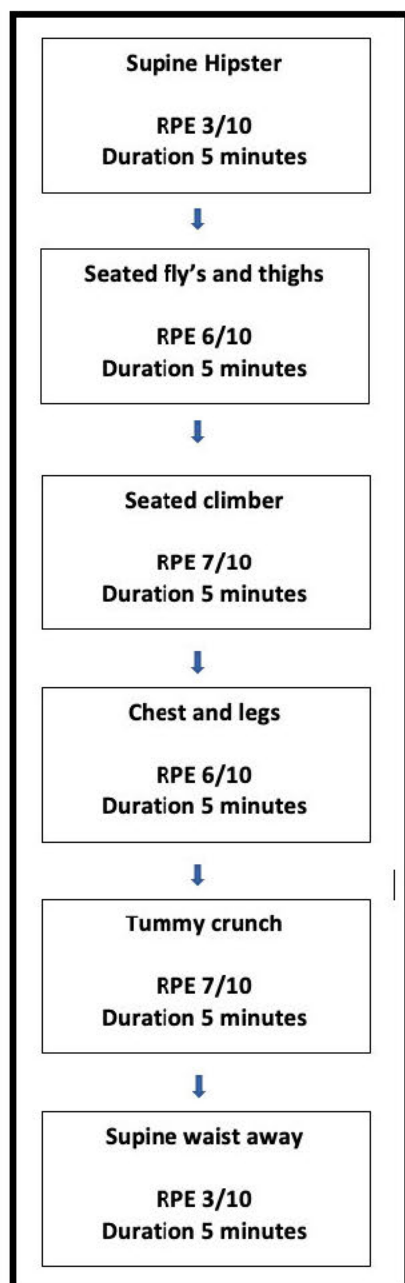 Supine Hipster
RPE 3/10
Duration 5 minutes
Seated fly's and thighs
RPE 6/10
Duration 5 minutes
Seated climber
RPE 7/10
Duration 5 minutes
Chest and legs
RPE 6/10
Duration 5 minutes
Tummy crunch
RPE 7/10
Duration 5 minutes
Supine waist away
RPE 3/10
Duration 5 minutes